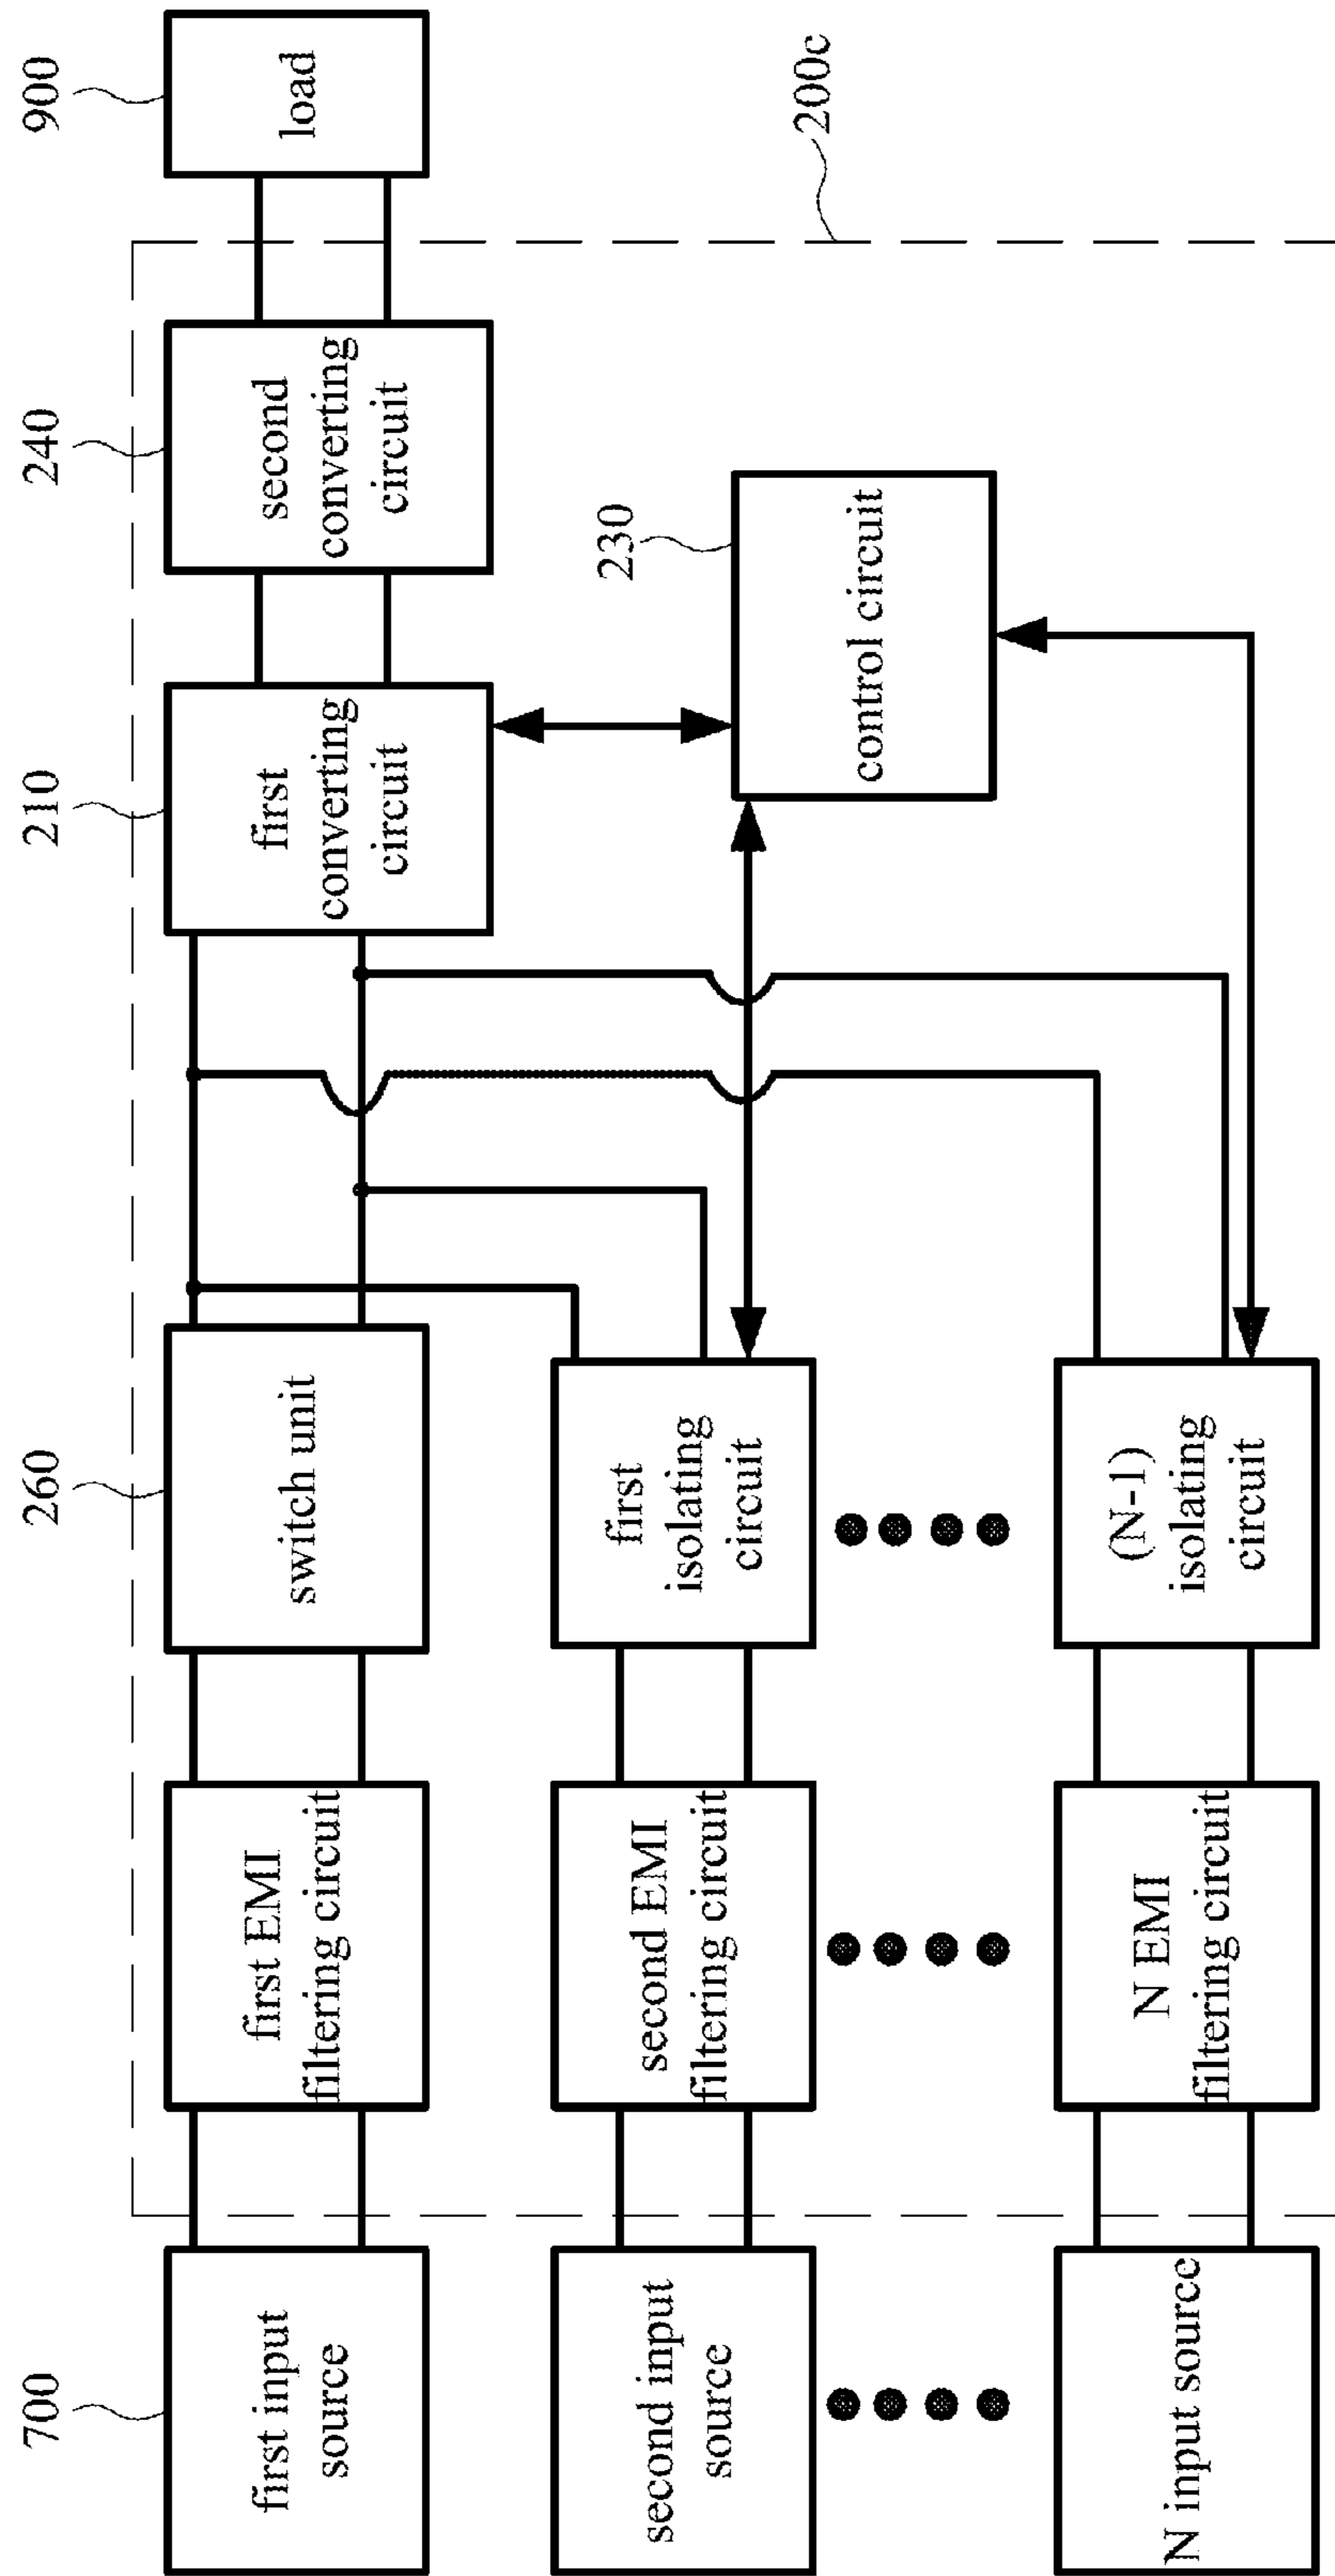 700
260
210
240
900
first input
source
first EMI
filtering circuit
switch unit
first
converting
circuit
second
converting
circuit
load
230
control circuit
200c
second input
source
second EMI
filtering circuit
first
isolating
circuit
N input source
N EMI
filtering circuit
(N-1)
isolating
circuit